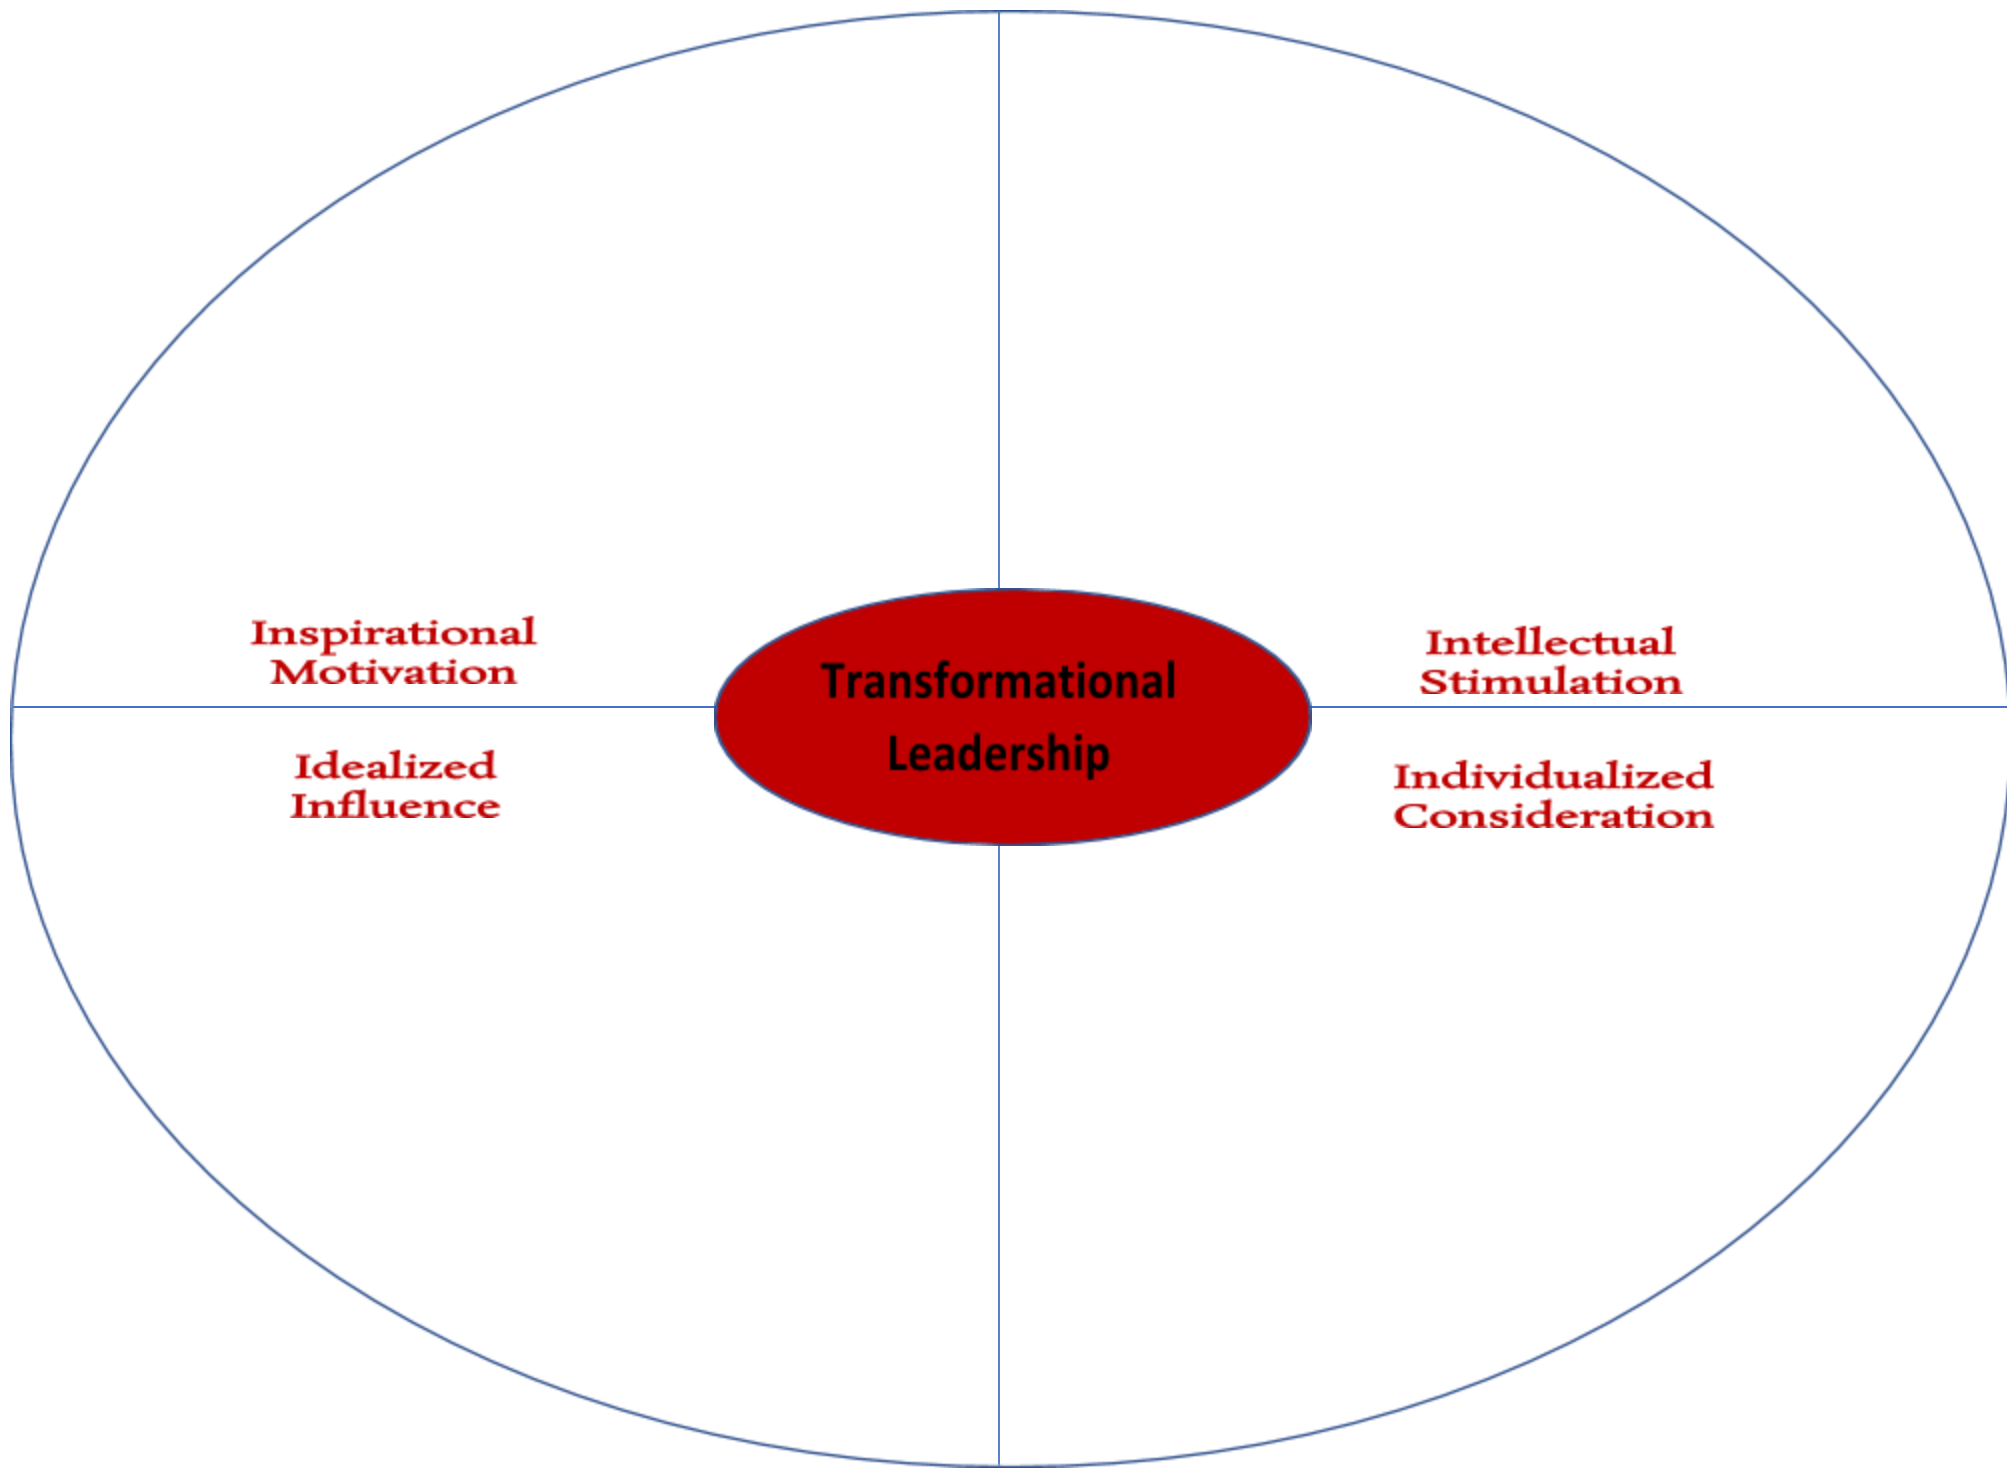 Inspirational
Motivation
Intellectual
Stimulation
Transformational
Leadership
Idealized
Influence
Individualized
Consideration